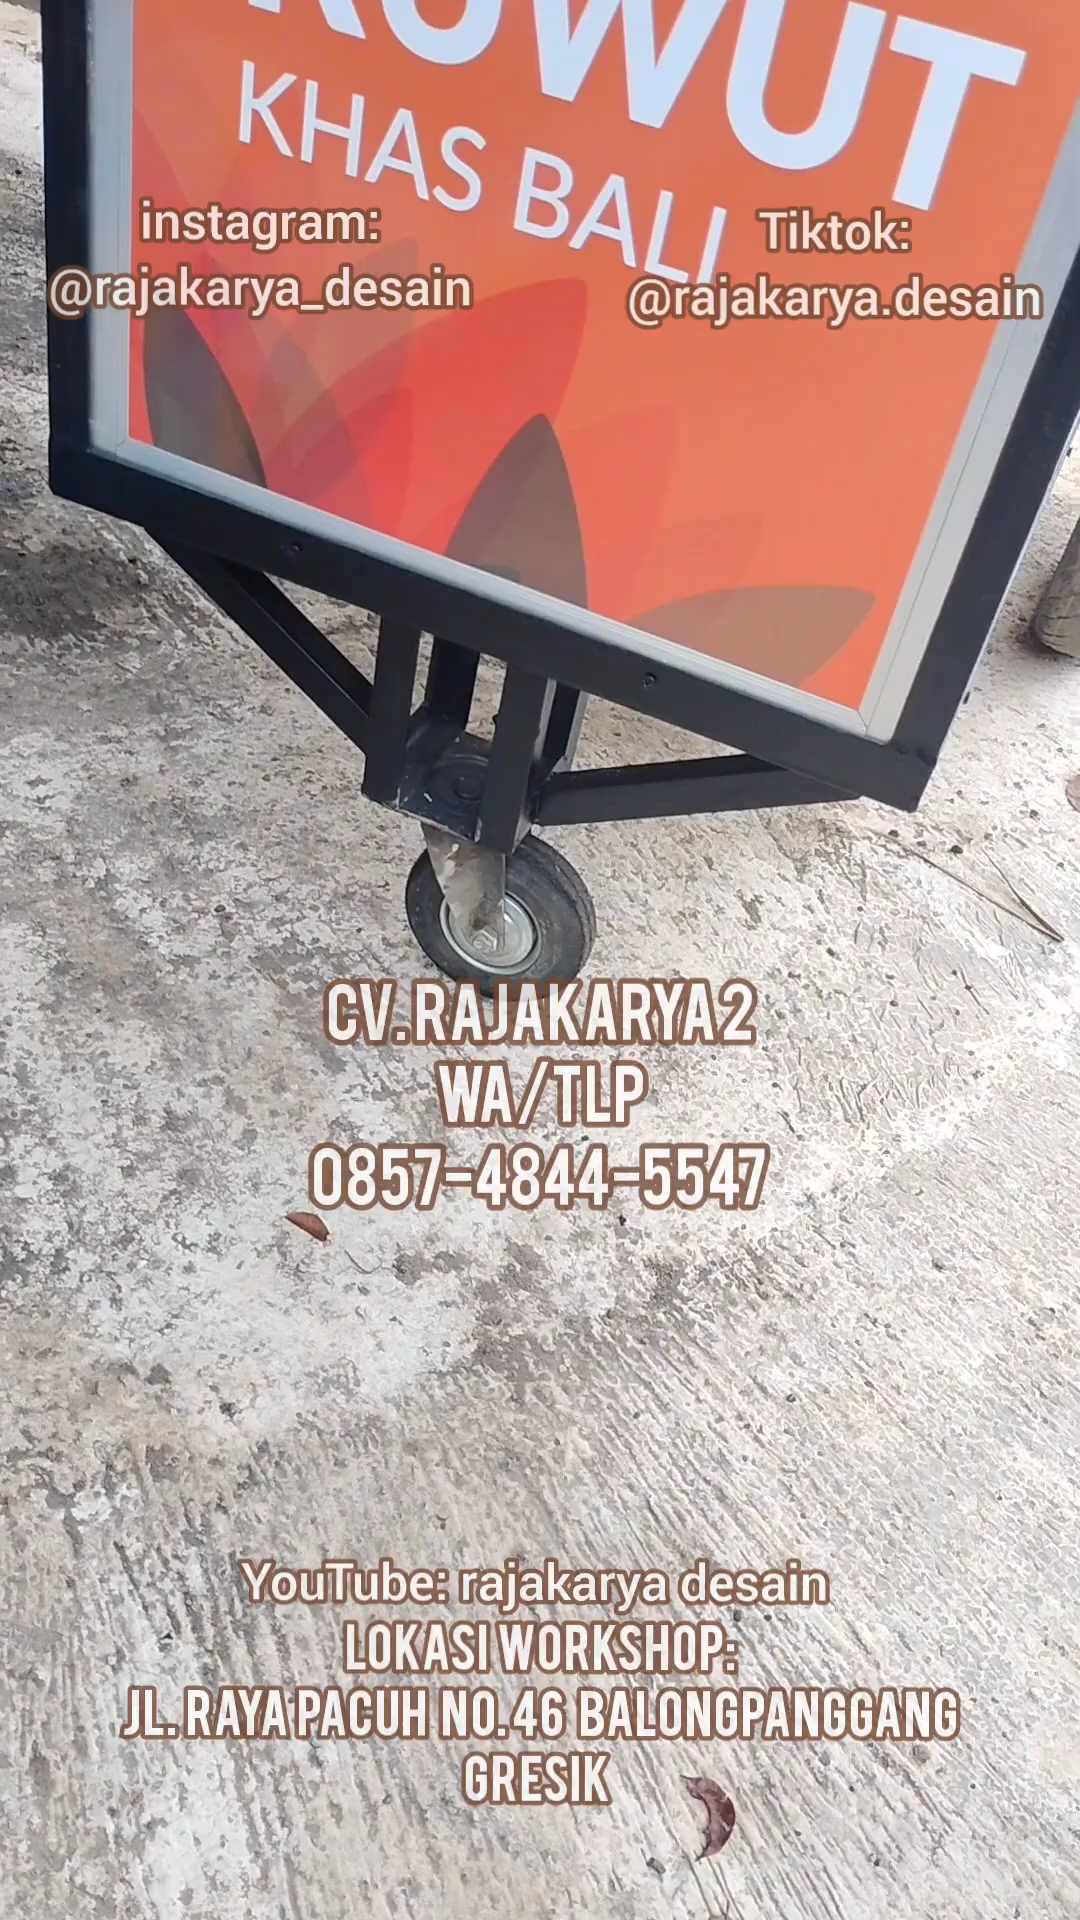 KUWUT
KHAS BALI
instagram:
@rajakarya_desain
Tiktok:
@rajakarya.desain
CV.RAJAKARYA2
WA/TLP
0857-4844-5547
YouTube: rajakarya desain
LOKASI WORKSHOP:
JL. RAYA PACUH NO.46 BALONGPANGGANG
GRESIK